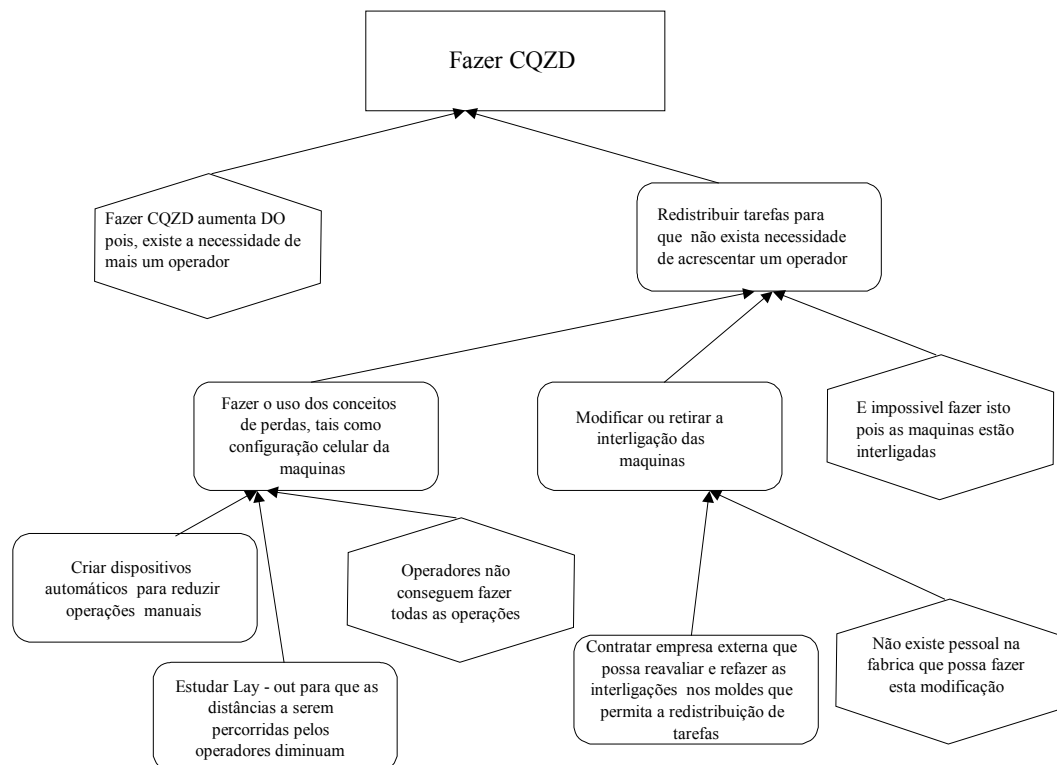 Fazer CQZD
Fazer CQZD aumenta DO
pois, existe a necessidade de
mais um operador
Redistribuir tarefas para
que não exista necessidade
de acrescentar um operador
Fazer o uso dos conceitos
de perdas, tais como
configuração celular da
maquinas
Modificar ou retirar a
interligação das
maquinas
E impossivel fazer isto
pois as maquinas estão
interligadas
Criar dispositivos
automáticos para reduzir
operações manuais
Operadores não
conseguem fazer
todas as operações
Estudar Lay - out para que as
distâncias a serem
percorridas pelos
operadores diminuam
Contratar empresa externa que
possa reavaliar e refazer as
interligações nos moldes que
permita a redistribuição de
tarefas
Não existe pessoal na
fabrica que possa fazer
esta modificação